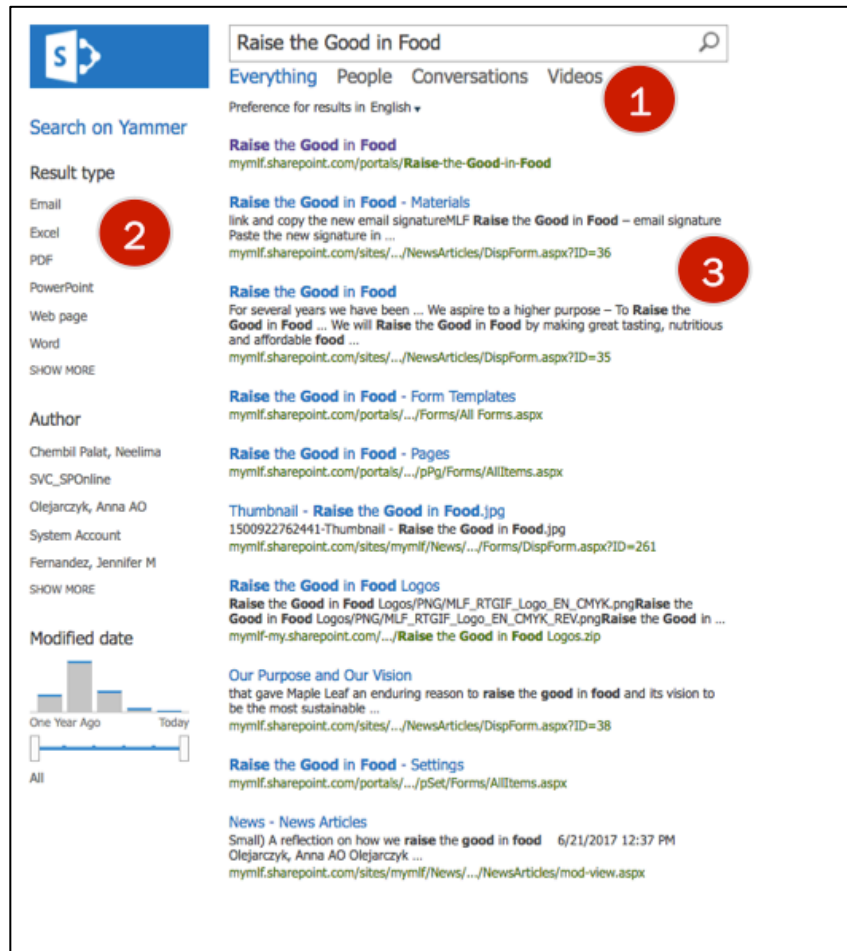 S
Raise the Good in Food
Everything People Conversations Videos
1
Preference for results in English
Search on Yammer
Result type
Email
Excel
2
PDF
PowerPoint
Web page
Word
SHOW MORE
Author
Chembil Palat, Neelima
SVC_SPOnline
Olejarczyk, Anna AO
System Account
Fernandez, Jennifer M
SHOW MORE
Modified date
One Year Ago Today
All
Raise the Good in Food
mymlf.sharepoint.com/portals/Raise-the-Good-in-Food
Raise the Good in Food - Materials
link and copy the new email signatureMLF Raise the Good in Food – email signature
Paste the new signature in ...
mymlf.sharepoint.com/sites/.../NewsArticles/DispForm.aspx?ID=36
3
Raise the Good in Food
For several years we have been ... We aspire to a higher purpose – To Raise the
Good in Food ... We will Raise the Good in Food by making great tasting, nutritious
and affordable food ...
mymlf.sharepoint.com/sites/.../NewsArticles/DispForm.aspx?ID=35
Raise the Good in Food - Form Templates
mymlf.sharepoint.com/portals/.../Forms/All Forms.aspx
Raise the Good in Food - Pages
mymlf.sharepoint.com/portals/.../pPg/Forms/AllItems.aspx
Thumbnail - Raise the Good in Food.jpg
1500922762441-Thumbnail - Raise the Good in Food.jpg
mymlf.sharepoint.com/sites/mymlf/News/.../Forms/DispForm.aspx?ID=261
Raise the Good in Food Logos
Raise the Good in Food Logos/PNG/MLF_RTGIF_Logo_EN_CMYK.pngRaise the
Good in Food Logos/PNG/MLF_RTGIF_Logo_EN_CMYK_REV.pngRaise the Good in ...
mymlf-my.sharepoint.com/.../Raise the Good in Food Logos.zip
Our Purpose and Our Vision
that gave Maple Leaf an enduring reason to raise the good in food and its vision to
be the most sustainable ...
mymlf.sharepoint.com/sites/.../NewsArticles/DispForm.aspx?ID=38
Raise the Good in Food - Settings
mymlf.sharepoint.com/portals/.../pSet/Forms/AllItems.aspx
News - News Articles
Small) A reflection on how we raise the good in food 6/21/2017 12:37 PM
Olejarczyk, Anna AO Olejarczyk ...
mymlf.sharepoint.com/sites/mymlf/News/.../NewsArticles/mod-view.aspx